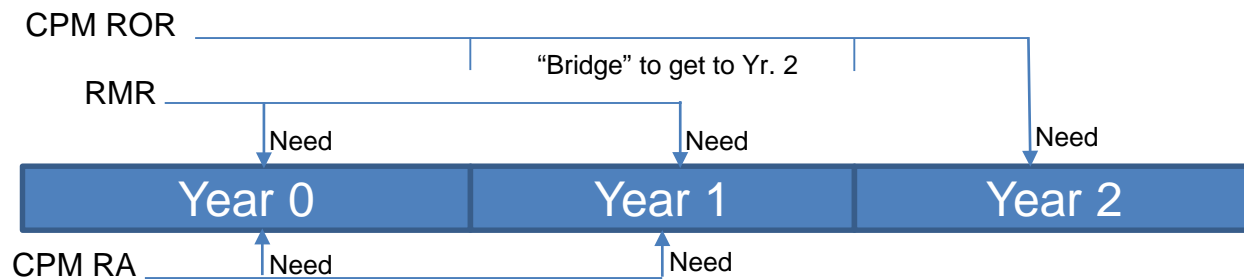 CPM ROR
“Bridge” to get to Yr. 2
RMR
Need
Need
Need
Year 0
Year 1
Year 2
CPM RA
Need
Need